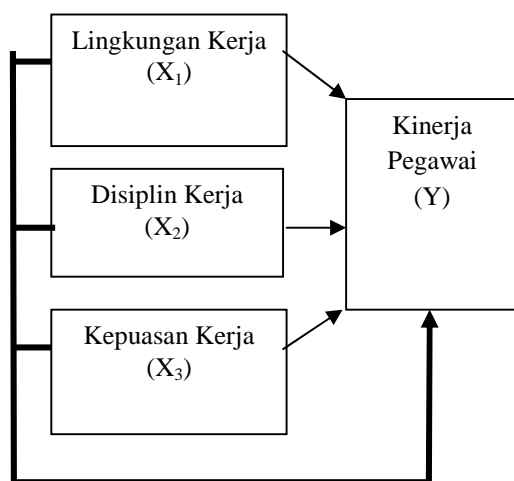 Lingkungan Kerja
(X₁)
Kinerja
Pegawai
(Y)
Disiplin Kerja
(X₂)
Kepuasan Kerja
(X₃)